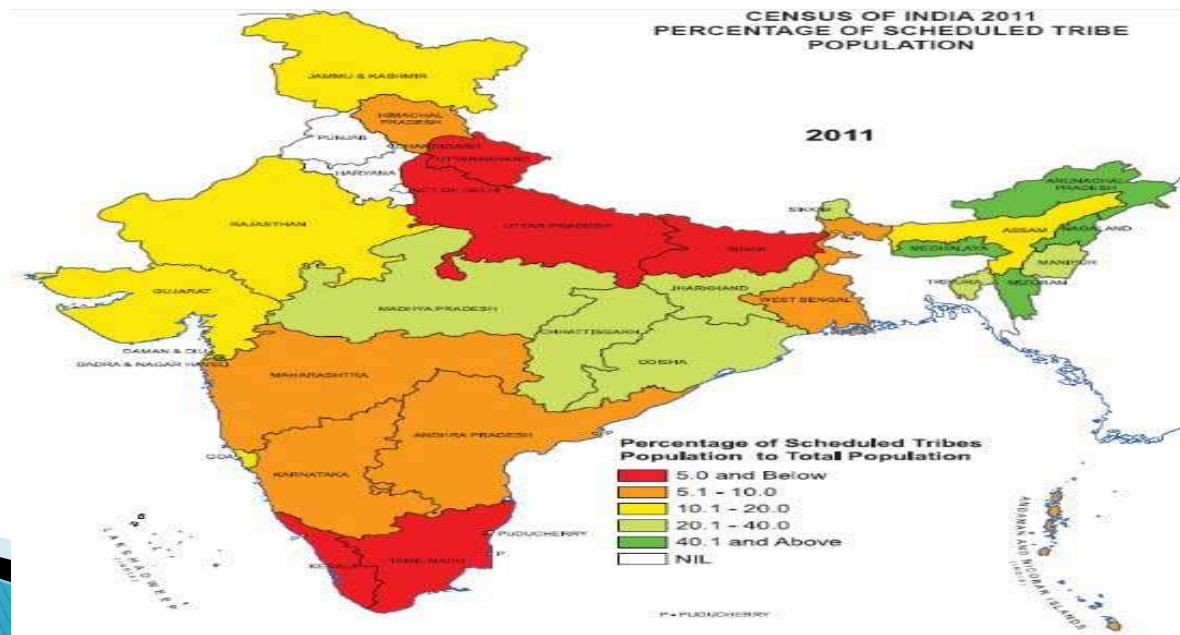 CENSUS OF INDIA 2011
PERCENTAGE OF SCHEDULED TRIBE
POPULATION
2011
JAMMU & KASHMIR
HIMACHAL
PRADESH
PUNJAB
CHANDIGARH
UTTARAKHAND
HARYANA
NCT OF DELHI
RAJASTHAN
UTTAR PRADESH
BIHAR
SIKKIM
ARUNACHAL
PRADESH
ASSAM
NAGALAND
MEGHALAYA
MANIPUR
TRIPURA
MIZORAM
GUJARAT
MADHYA PRADESH
JHARKHAND
WEST BENGAL
CHHATTISGARH
ODISHA
DAMAN & DIU
DADRA & NAGAR HAVELI
MAHARASHTRA
ANDHRA PRADESH
GOA
KARNATAKA
Percentage of Scheduled Tribes
Population to Total Population
5.0 and Below
5.1 - 10.0
10.1 - 20.0
20.1 - 40.0
40.1 and Above
NIL
PUDUCHERRY
P
P
KERALA
TAMIL NADU
LAKSHADWEEP
(INDIA)
ANDAMAN AND NICOBAR ISLANDS
(INDIA)
P - PUDUCHERRY